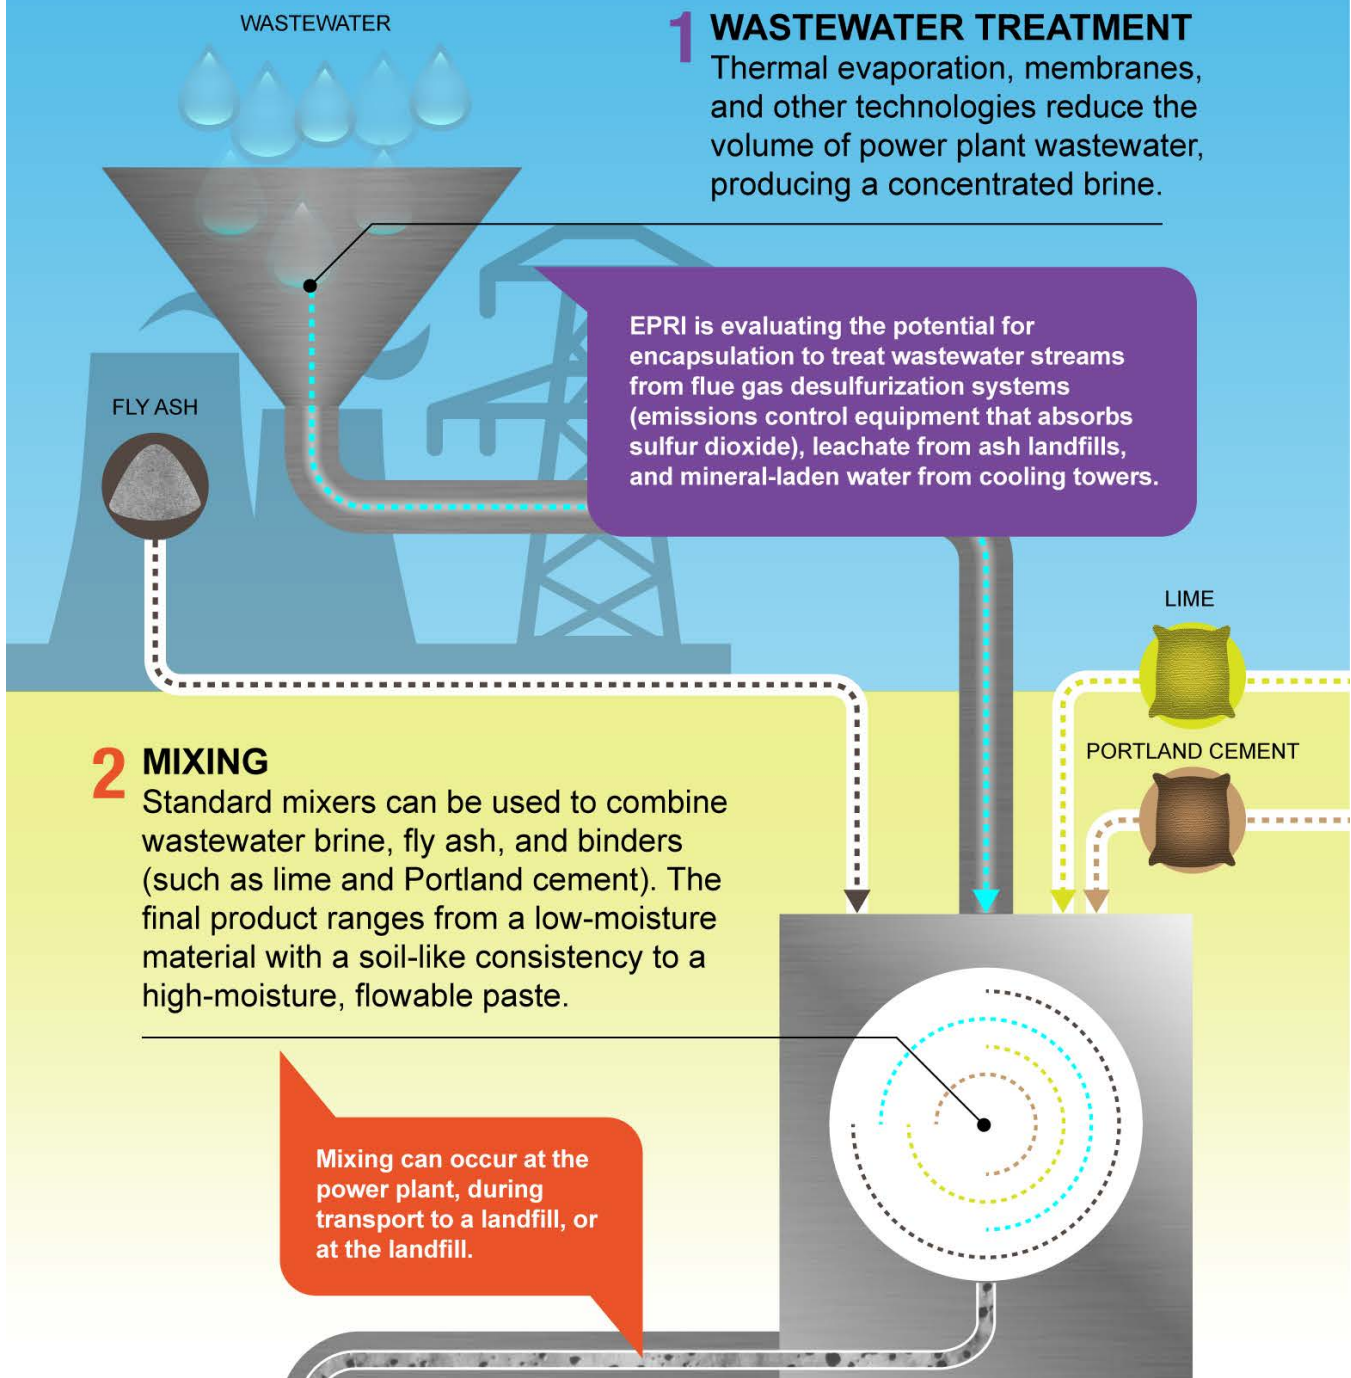 WASTEWATER
1 WASTEWATER TREATMENT
Thermal evaporation, membranes,
and other technologies reduce the
volume of power plant wastewater,
producing a concentrated brine.
EPRI is evaluating the potential for
encapsulation to treat wastewater streams
from flue gas desulfurization systems
(emissions control equipment that absorbs
sulfur dioxide), leachate from ash landfills,
and mineral-laden water from cooling towers.
FLY ASH
LIME
PORTLAND CEMENT
2 MIXING
Standard mixers can be used to combine
wastewater brine, fly ash, and binders
(such as lime and Portland cement). The
final product ranges from a low-moisture
material with a soil-like consistency to a
high-moisture, flowable paste.
Mixing can occur at the
power plant, during
transport to a landfill, or
at the landfill.